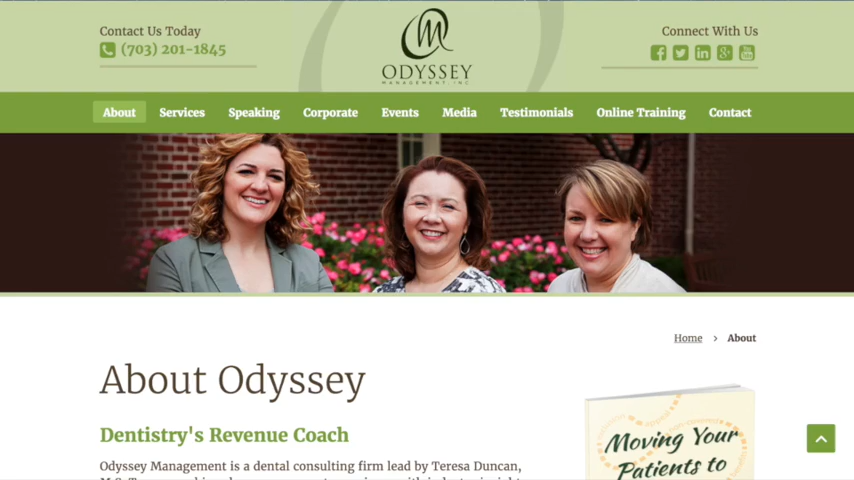 Contact Us Today
(703) 201-1845
ODYSSEY
MANAGEMENT, INC
Connect With Us
About Services Speaking Corporate Events Media Testimonials Online Training Contact
Home > About
About Odyssey
Dentistry's Revenue Coach
Moving Your
Patients to
Odyssey Management is a dental consulting firm lead by Teresa Duncan,